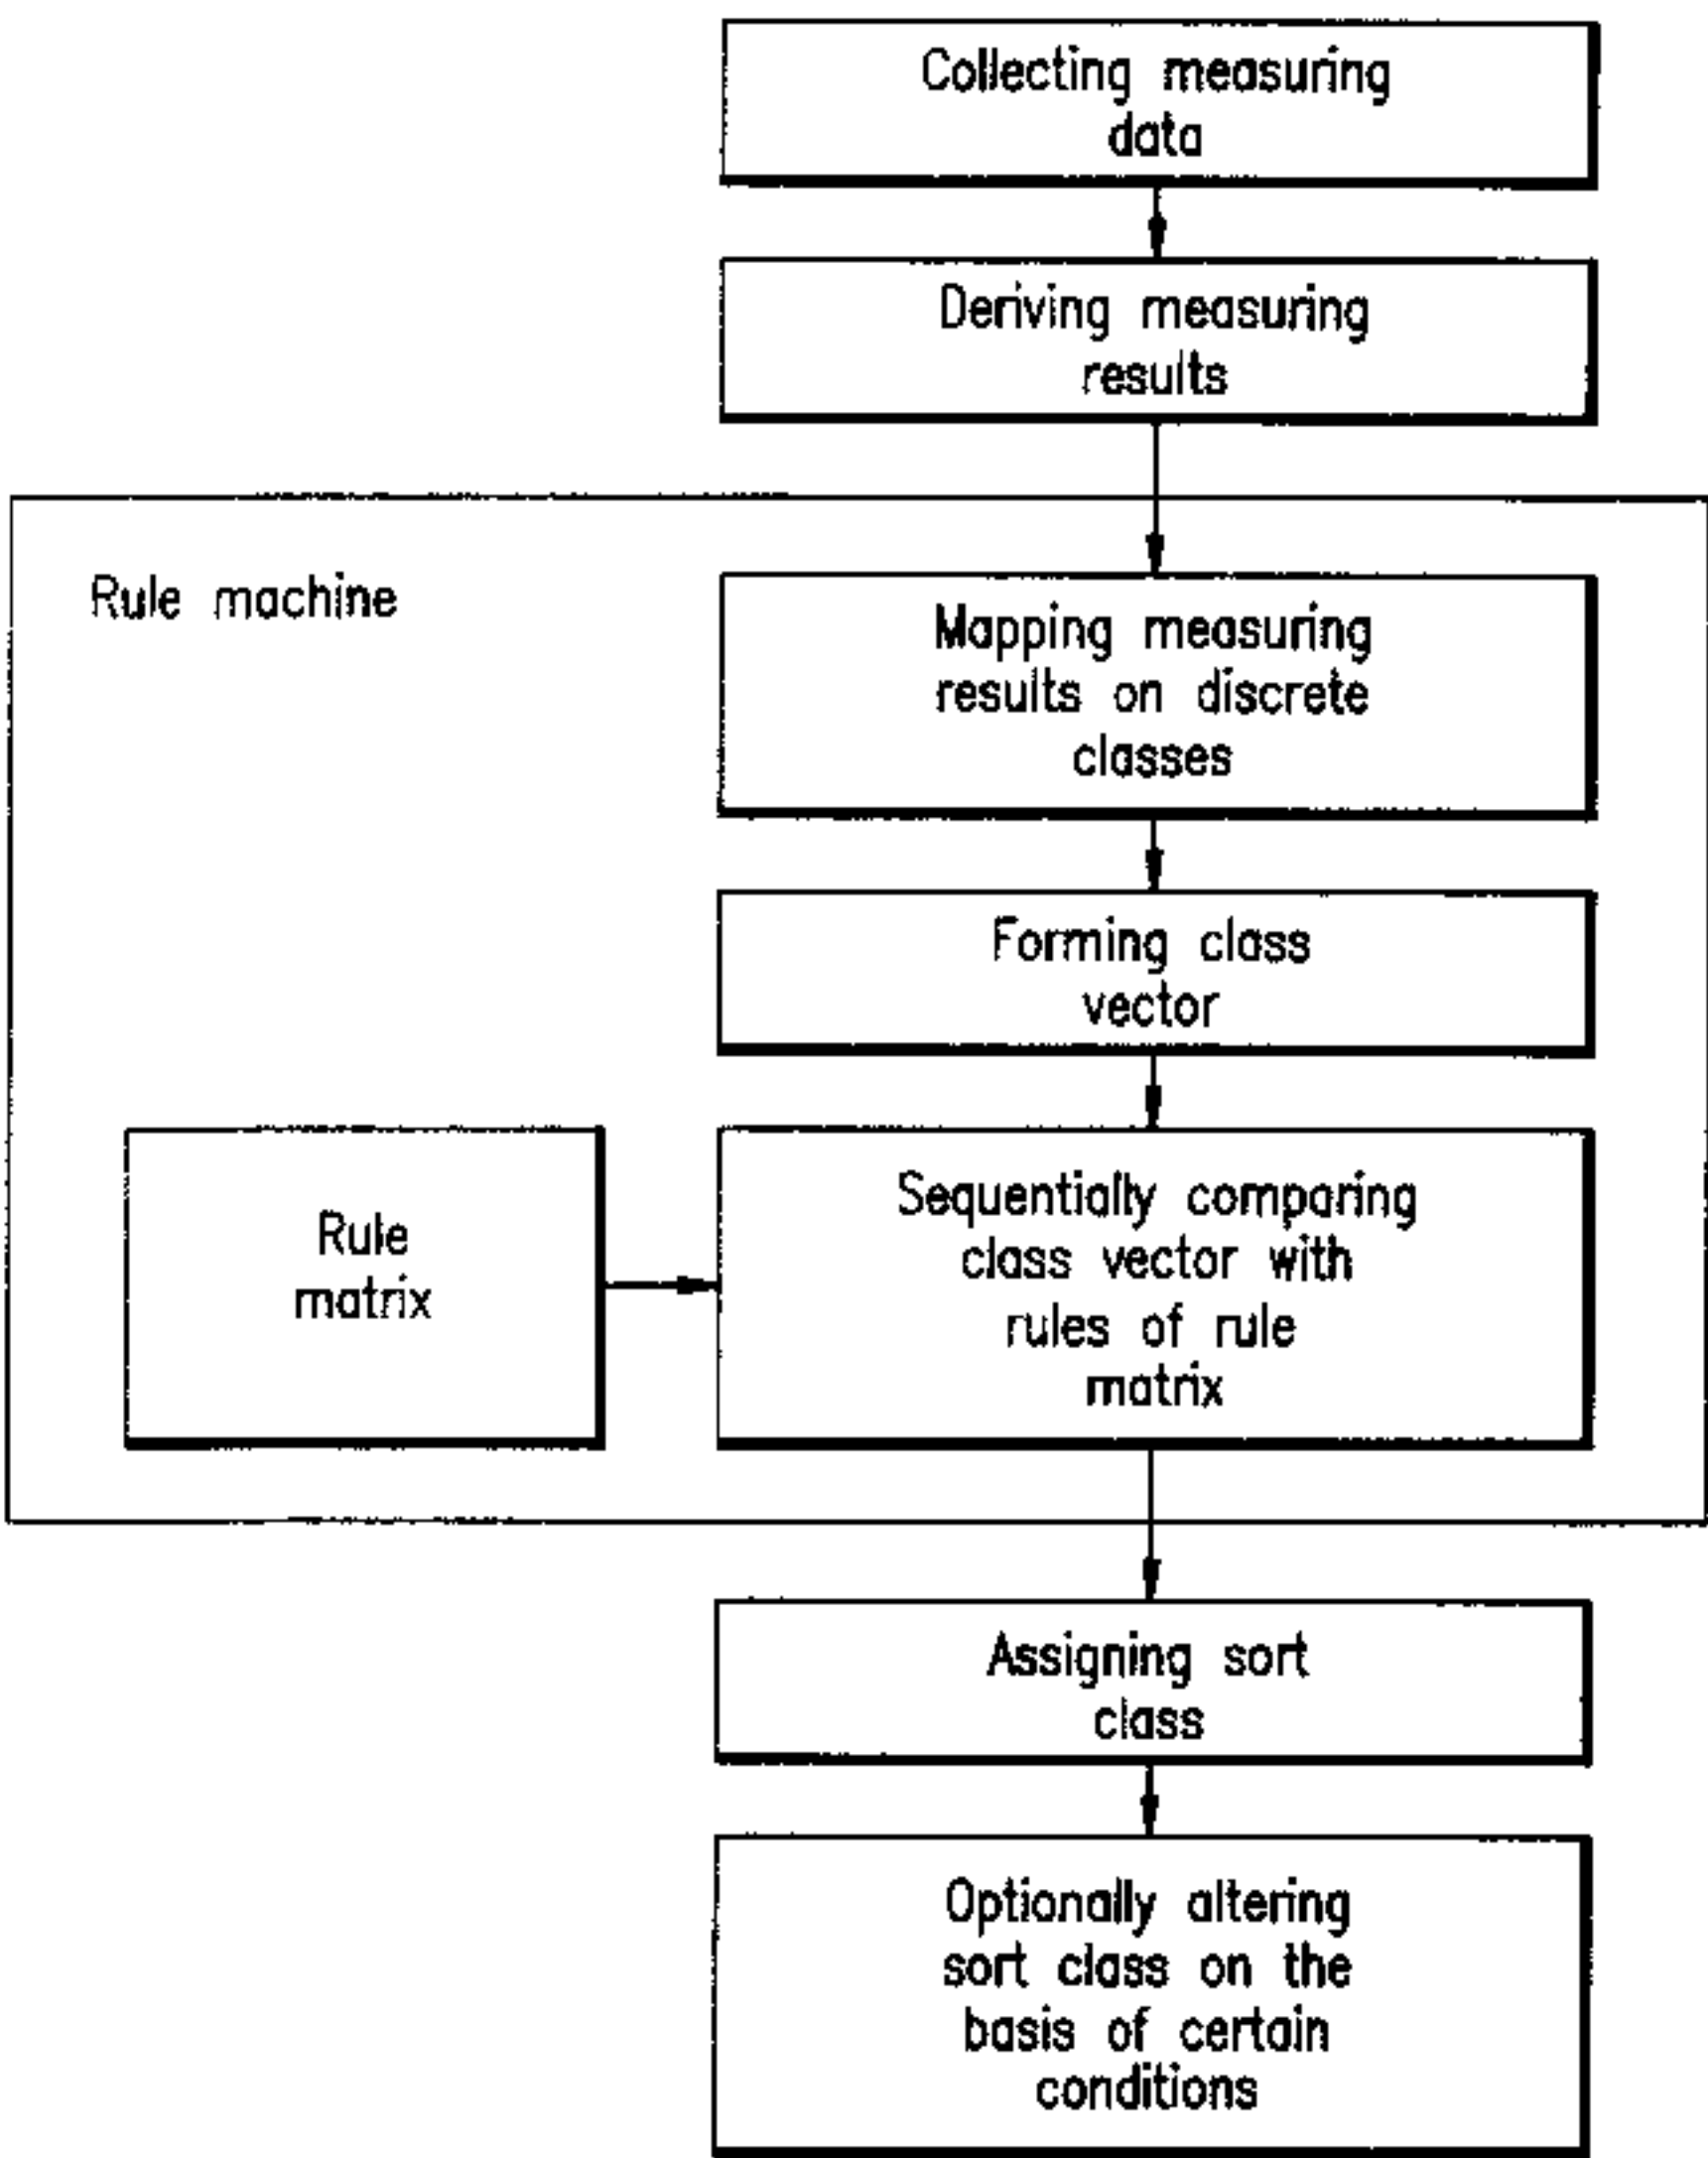 Collecting measuring
data
Deriving measuring
results
Rule machine
Mapping measuring
results on discrete
classes
Forming class
vector
Rule
matrix
Sequentially comparing
class vector with
rules of rule
matrix
Assigning sort
class
Optionally altering
sort class on the
basis of certain
conditions